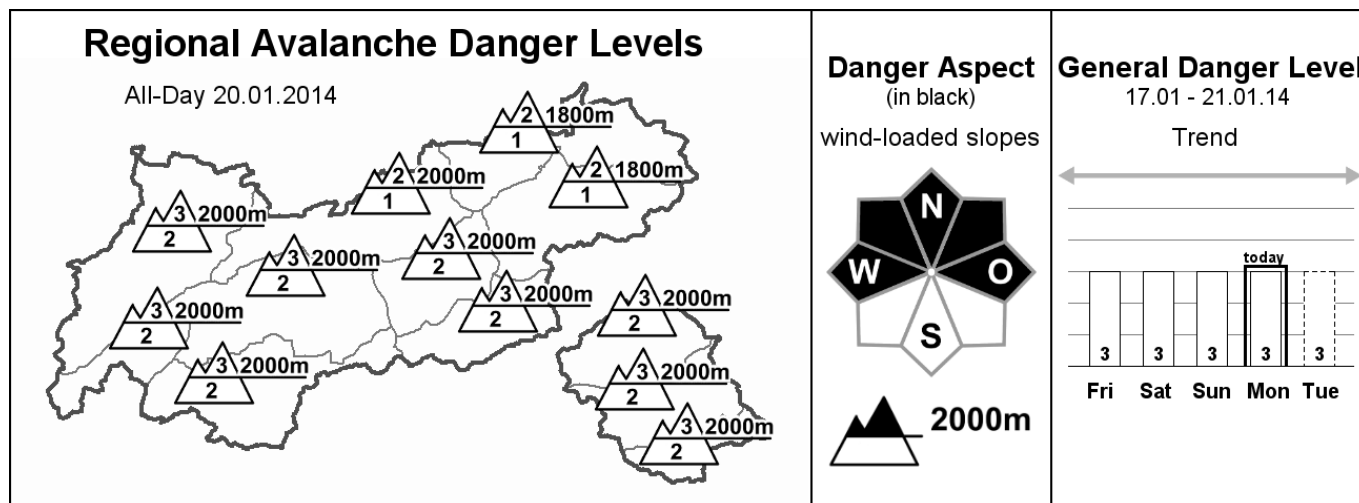 Regional Avalanche Danger Levels
All-Day 20.01.2014
2 1800m
1
2 1800m
1
2 2000m
1
3 2000m
2
3 2000m
2
3 2000m
2
3 2000m
2
3 2000m
2
3 2000m
2
3 2000m
2
3 2000m
2
3 2000m
2
Danger Aspect
(in black)
wind-loaded slopes
N
W O
S
2000m
General Danger Level
17.01 - 21.01.14
Trend
today
3 3 3 3 3
Fri Sat Sun Mon Tue